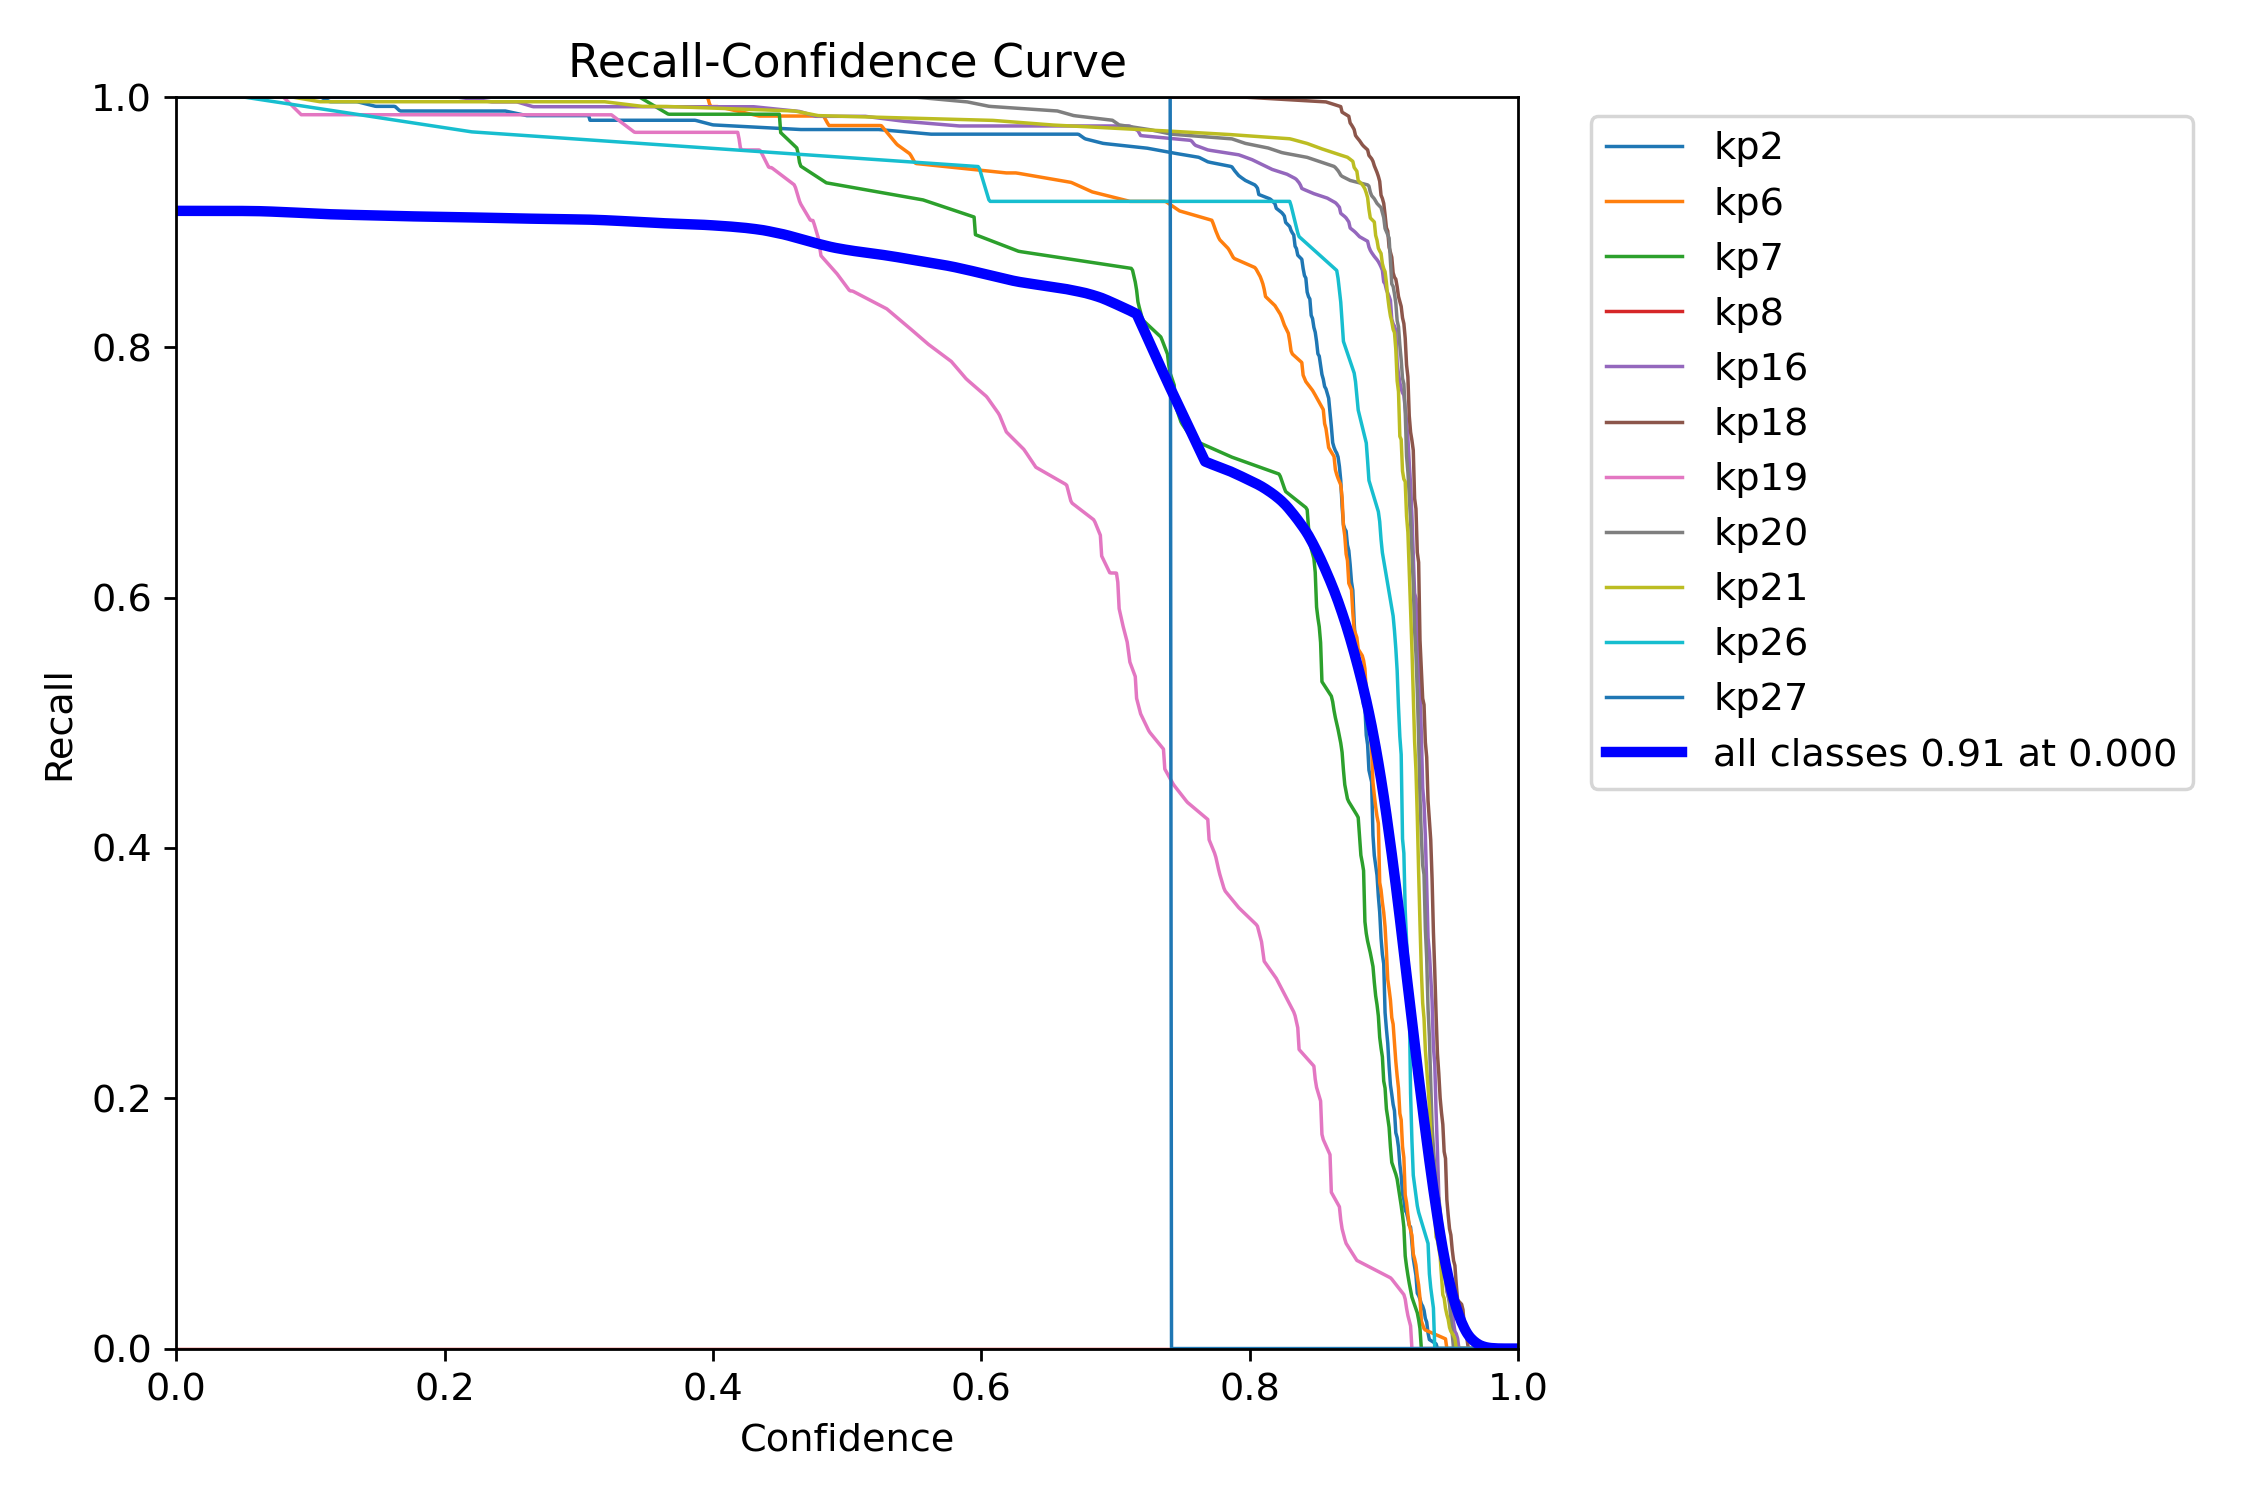 Recall-Confidence Curve
1.0
0.8
0.6
0.4
0.2
0.0
Recall
0.0 0.2 0.4 0.6 0.8 1.0
Confidence
kp2
kp6
kp7
kp8
kp16
kp18
kp19
kp20
kp21
kp26
kp27
all classes 0.91 at 0.000